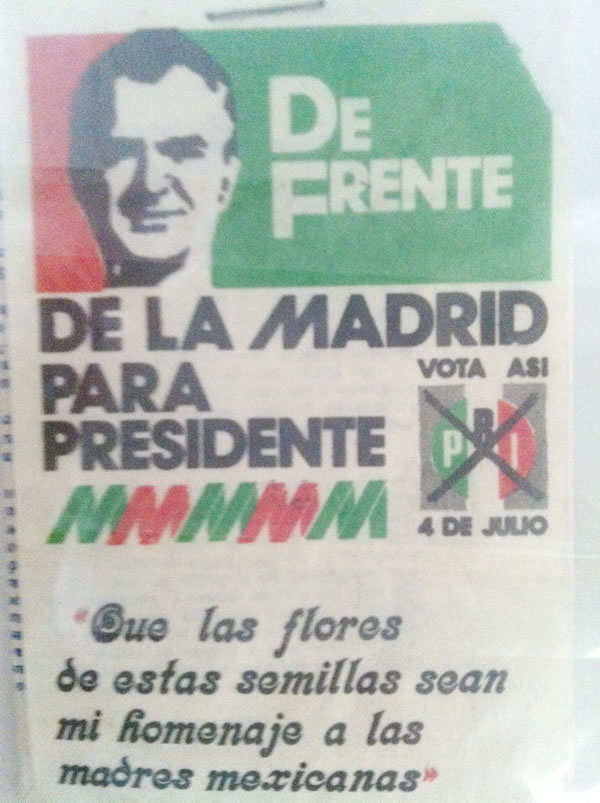 DE
FRENTE
DE LA MADRID
PARA
PRESIDENTE
MMMMM
VOTA ASI
PRI
4 DE JULIO
"Que las flores
de estas semillas sean
mi homenaje a las
madres mexicanas"